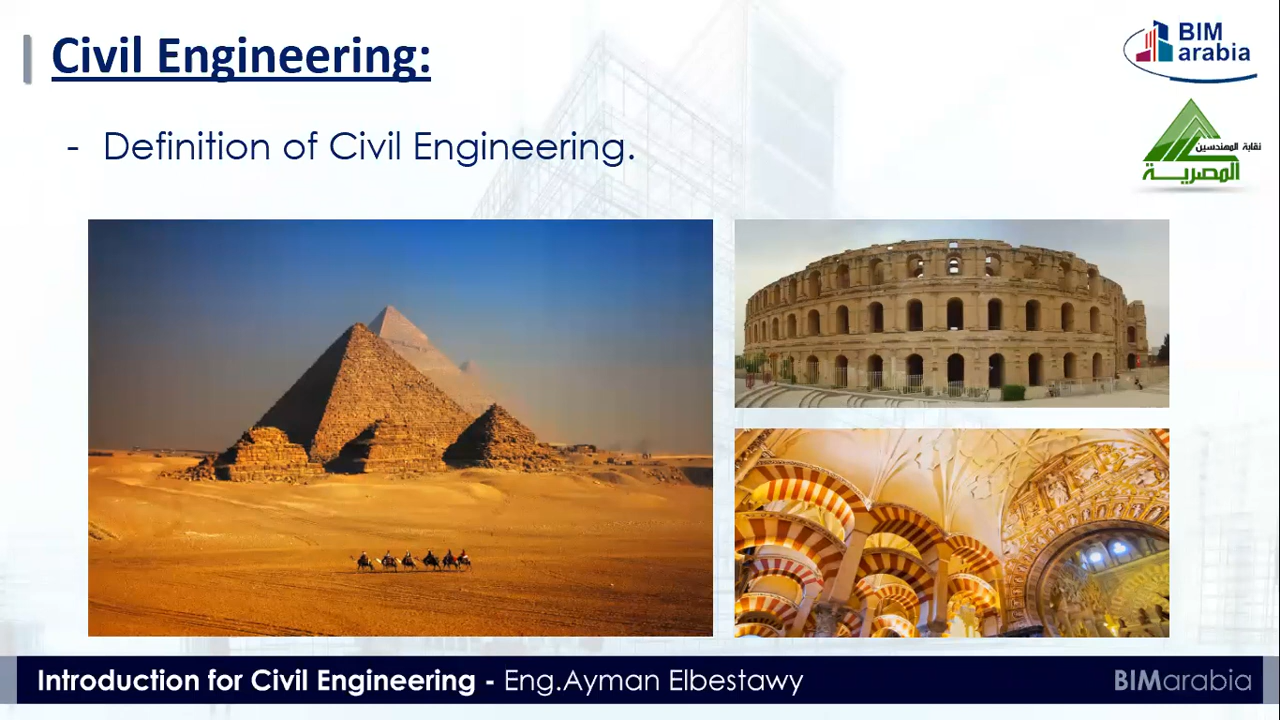 Civil Engineering:
BIM
arabia
- Definition of Civil Engineering.
نقابة المهندسين
المصرية
Introduction for Civil Engineering - Eng.Ayman Elbestawy
BIMarabia